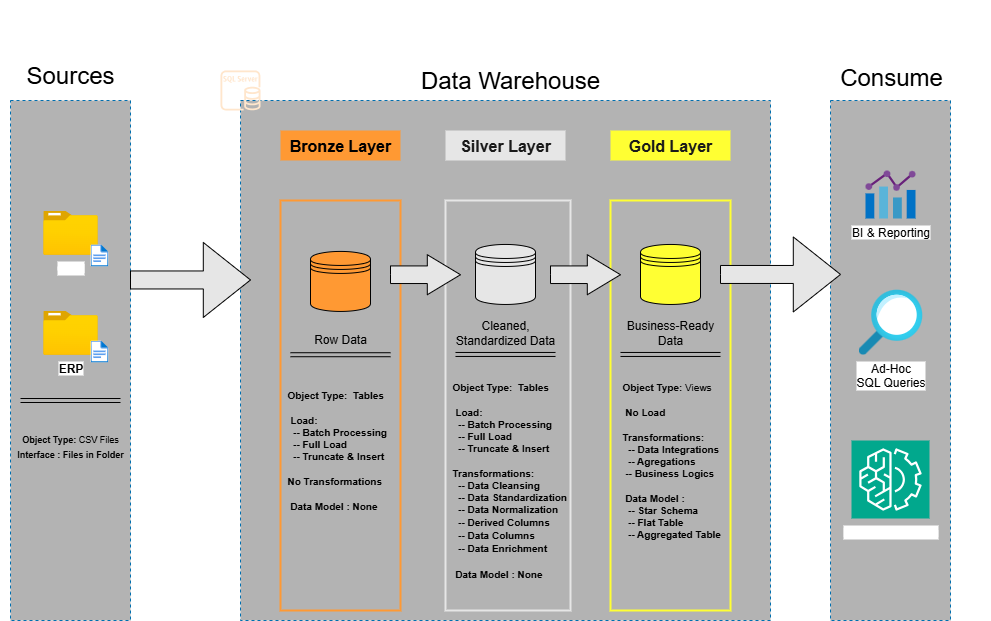 Sources
SQL Server
Data Warehouse
Consume
Bronze Layer
Silver Layer
Gold Layer
ERP
Object Type: CSV Files
Interface : Files in Folder
Row Data
Object Type:  Tables
Load:
-- Batch Processing
-- Full Load
-- Truncate & Insert
No Transformations
Data Model : None
Cleaned,
Standardized Data
Object Type:  Tables
Load:
-- Batch Processing
-- Full Load
-- Truncate & Insert
Transformations:
-- Data Cleansing
-- Data Standardization
-- Data Normalization
-- Derived Columns
-- Data Columns
-- Data Enrichment
Data Model : None
Business-Ready
Data
Object Type: Views
No Load
Transformations:
-- Data Integrations
-- Agregations
-- Business Logics
Data Model :
-- Star Schema
-- Flat Table
-- Aggregated Table
BI & Reporting
Ad-Hoc
SQL Queries